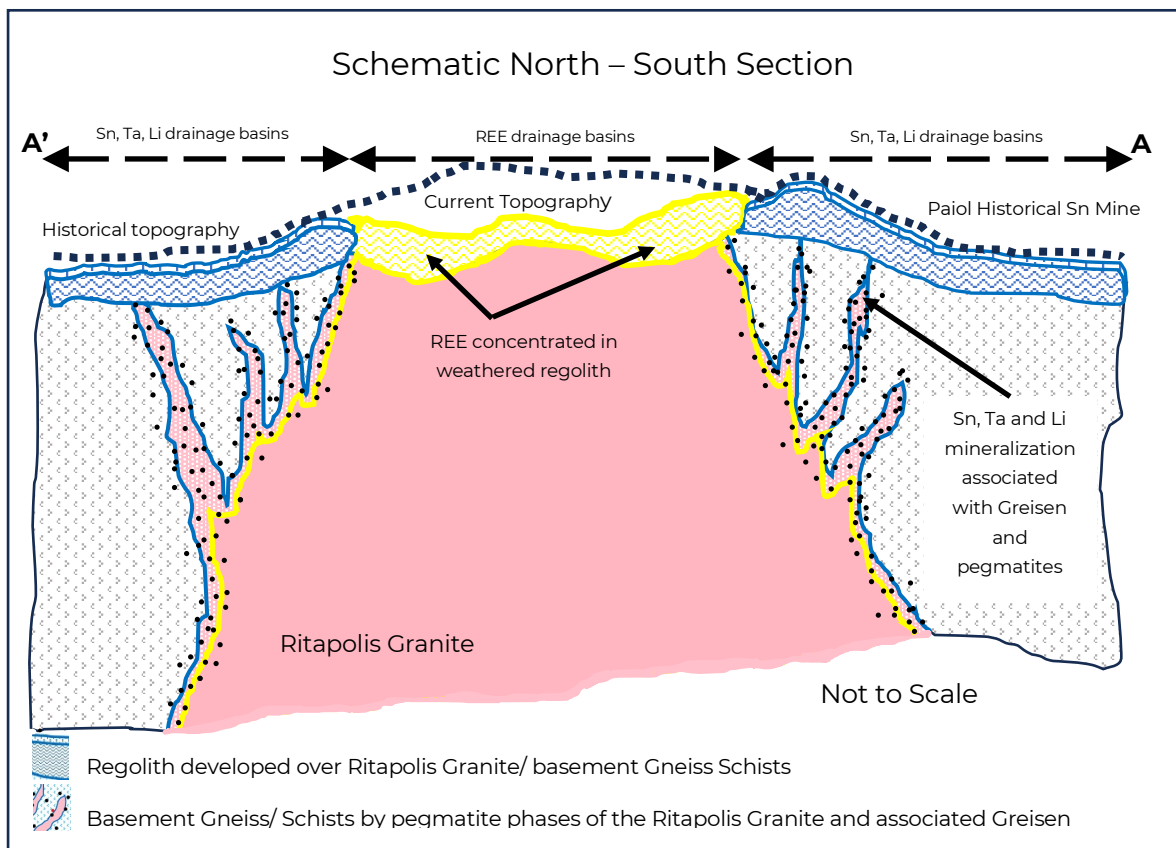 Schematic North – South Section
Sn, Ta, Li drainage basins
REE drainage basins
Sn, Ta, Li drainage basins
A’
A
Current Topography
Paiol Historical Sn Mine
Historical topography
REE concentrated in
weathered regolith
Sn, Ta and Li
mineralization
associated
with Greisen
and
pegmatites
Ritapolis Granite
Not to Scale
Regolith developed over Ritapolis Granite/ basement Gneiss Schists
Basement Gneiss/ Schists by pegmatite phases of the Ritapolis Granite and associated Greisen